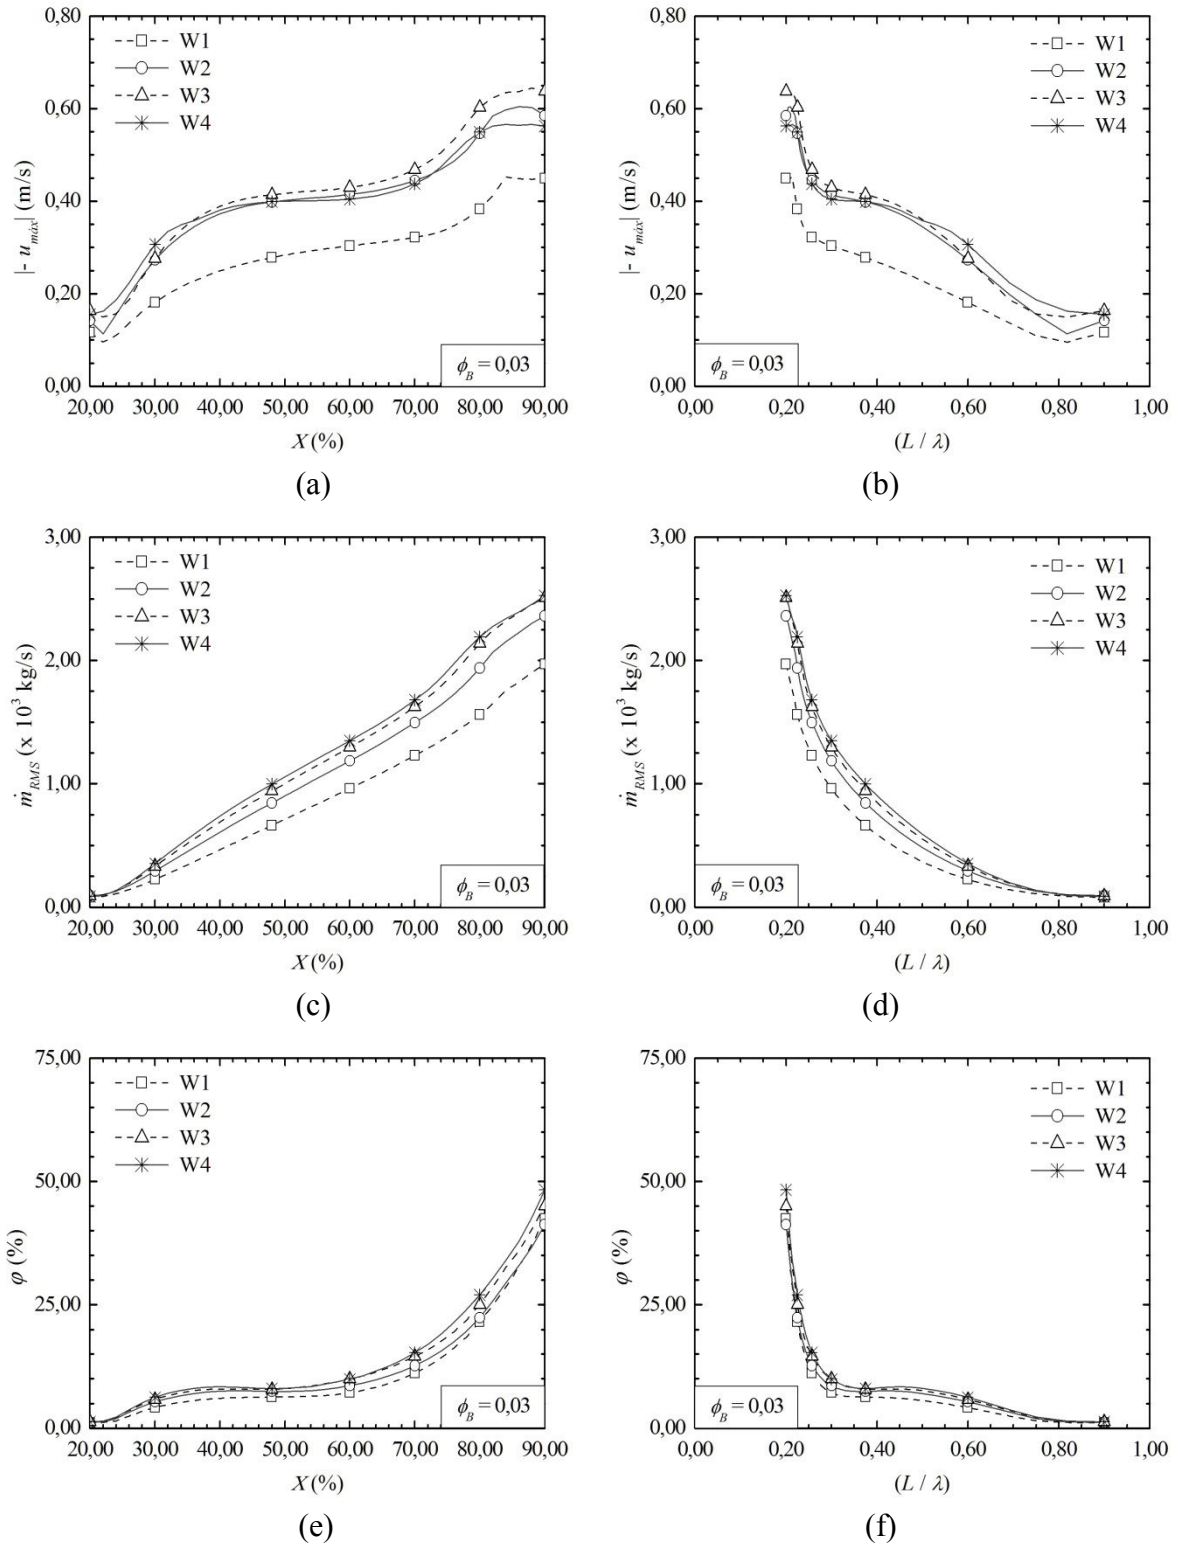 0,80
0,60
0,40
0,20
0,00
|- u_máx| (m/s)
W1
W2
W3
W4
ϕ_B = 0,03
20,00 30,00 40,00 50,00 60,00 70,00 80,00 90,00
X (%)
(a)
0,80
0,60
0,40
0,20
0,00
|- u_máx| (m/s)
W1
W2
W3
W4
ϕ_B = 0,03
0,00 0,20 0,40 0,60 0,80 1,00
(L / λ)
(b)
3,00
2,00
1,00
0,00
ṁ_RMS (x 10³ kg/s)
W1
W2
W3
W4
ϕ_B = 0,03
20,00 30,00 40,00 50,00 60,00 70,00 80,00 90,00
X (%)
(c)
3,00
2,00
1,00
0,00
ṁ_RMS (x 10³ kg/s)
W1
W2
W3
W4
ϕ_B = 0,03
0,00 0,20 0,40 0,60 0,80 1,00
(L / λ)
(d)
75,00
50,00
25,00
0,00
φ (%)
W1
W2
W3
W4
ϕ_B = 0,03
20,00 30,00 40,00 50,00 60,00 70,00 80,00 90,00
X (%)
(e)
75,00
50,00
25,00
0,00
φ (%)
W1
W2
W3
W4
ϕ_B = 0,03
0,00 0,20 0,40 0,60 0,80 1,00
(L / λ)
(f)